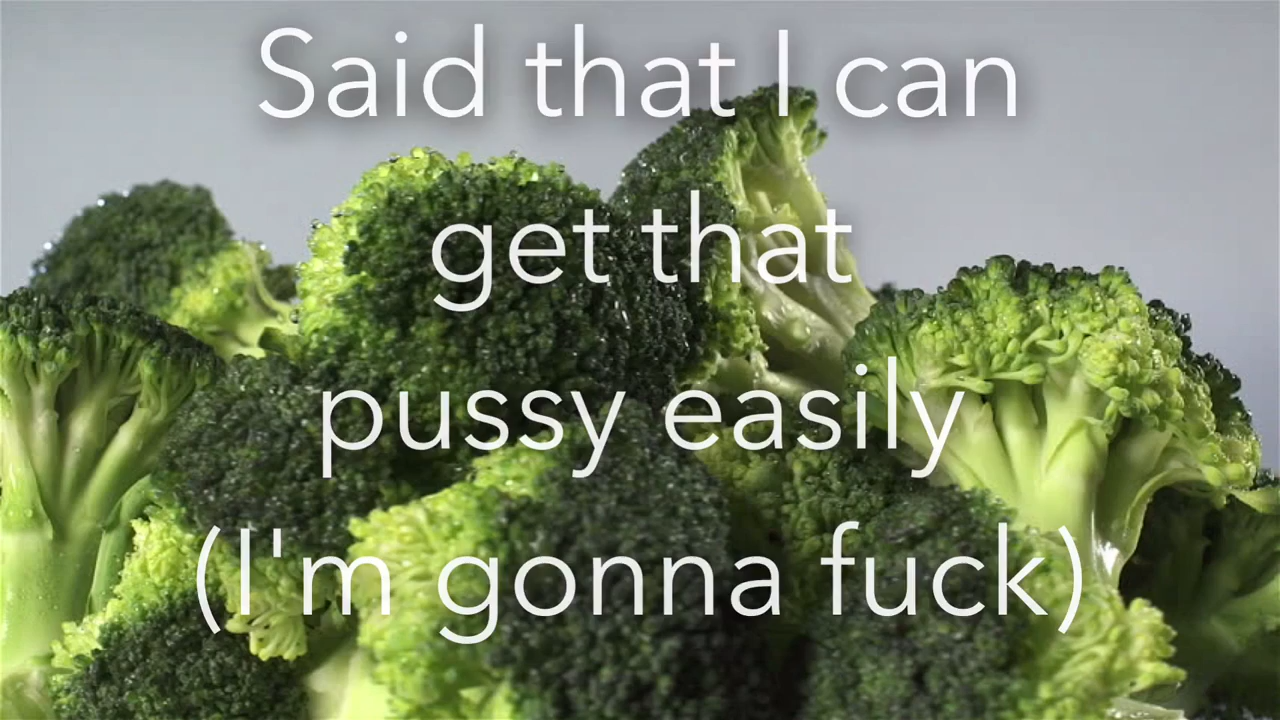 Said that I can
get that
pussy easily
(I'm gonna fuck)